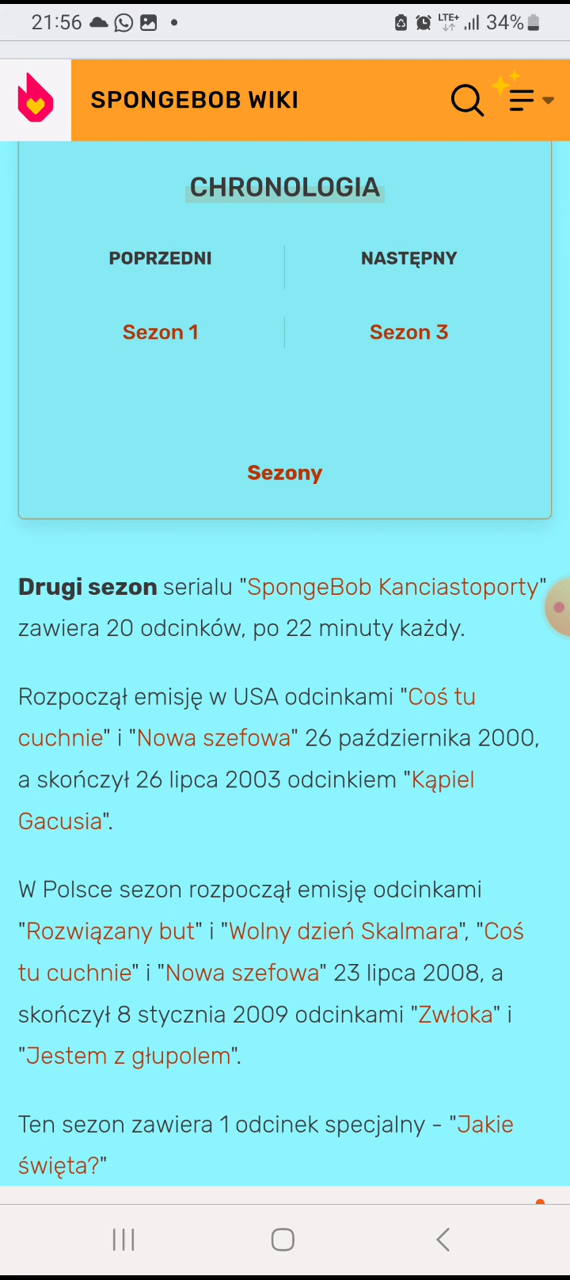 21:56 LTE+ 34%
SPONGEBOB WIKI
CHRONOLOGIA
POPRZEDNI NASTĘPNY
Sezon 1 Sezon 3
Sezony
Drugi sezon serialu "SpongeBob Kanciastoporty"
zawiera 20 odcinków, po 22 minuty każdy.
Rozpoczął emisję w USA odcinkami "Coś tu
cuchnie" i "Nowa szefowa" 26 października 2000,
a skończył 26 lipca 2003 odcinkiem "Kąpiel
Gacusia".
W Polsce sezon rozpoczął emisję odcinkami
"Rozwiązany but" i "Wolny dzień Skalmara", "Coś
tu cuchnie" i "Nowa szefowa" 23 lipca 2008, a
skończył 8 stycznia 2009 odcinkami "Zwłoka" i
"Jestem z głupolem".
Ten sezon zawiera 1 odcinek specjalny - "Jakie
święta?"